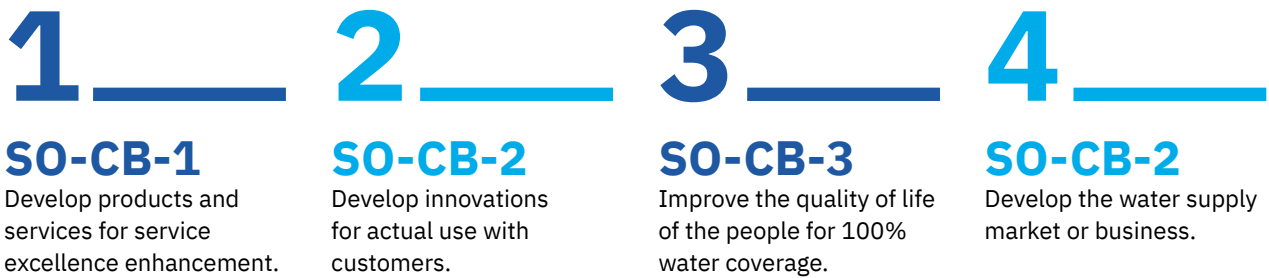 1
SO-CB-1
Develop products and
services for service
excellence enhancement.
2
SO-CB-2
Develop innovations
for actual use with
customers.
3
SO-CB-3
Improve the quality of life
of the people for 100%
water coverage.
4
SO-CB-2
Develop the water supply
market or business.